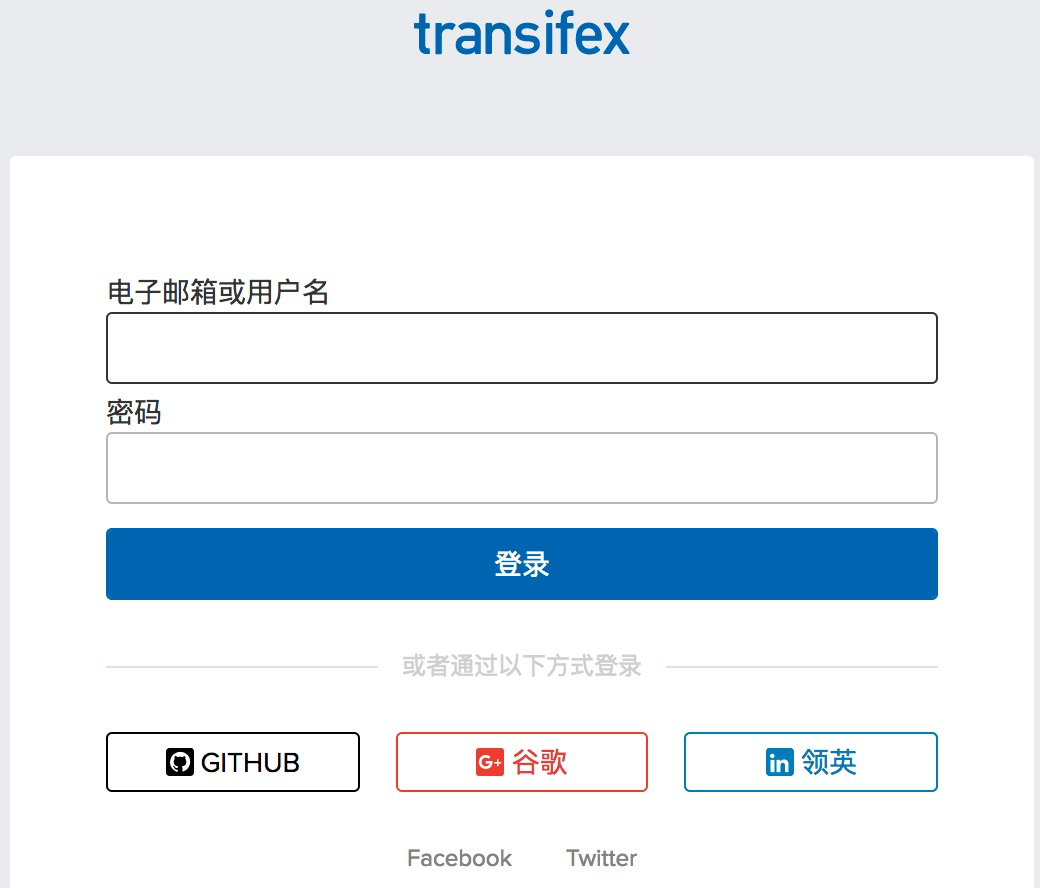 transifex
电子邮箱或用户名
密码
登录
或者通过以下方式登录
GITHUB G+ 谷歌 in 领英
Facebook Twitter